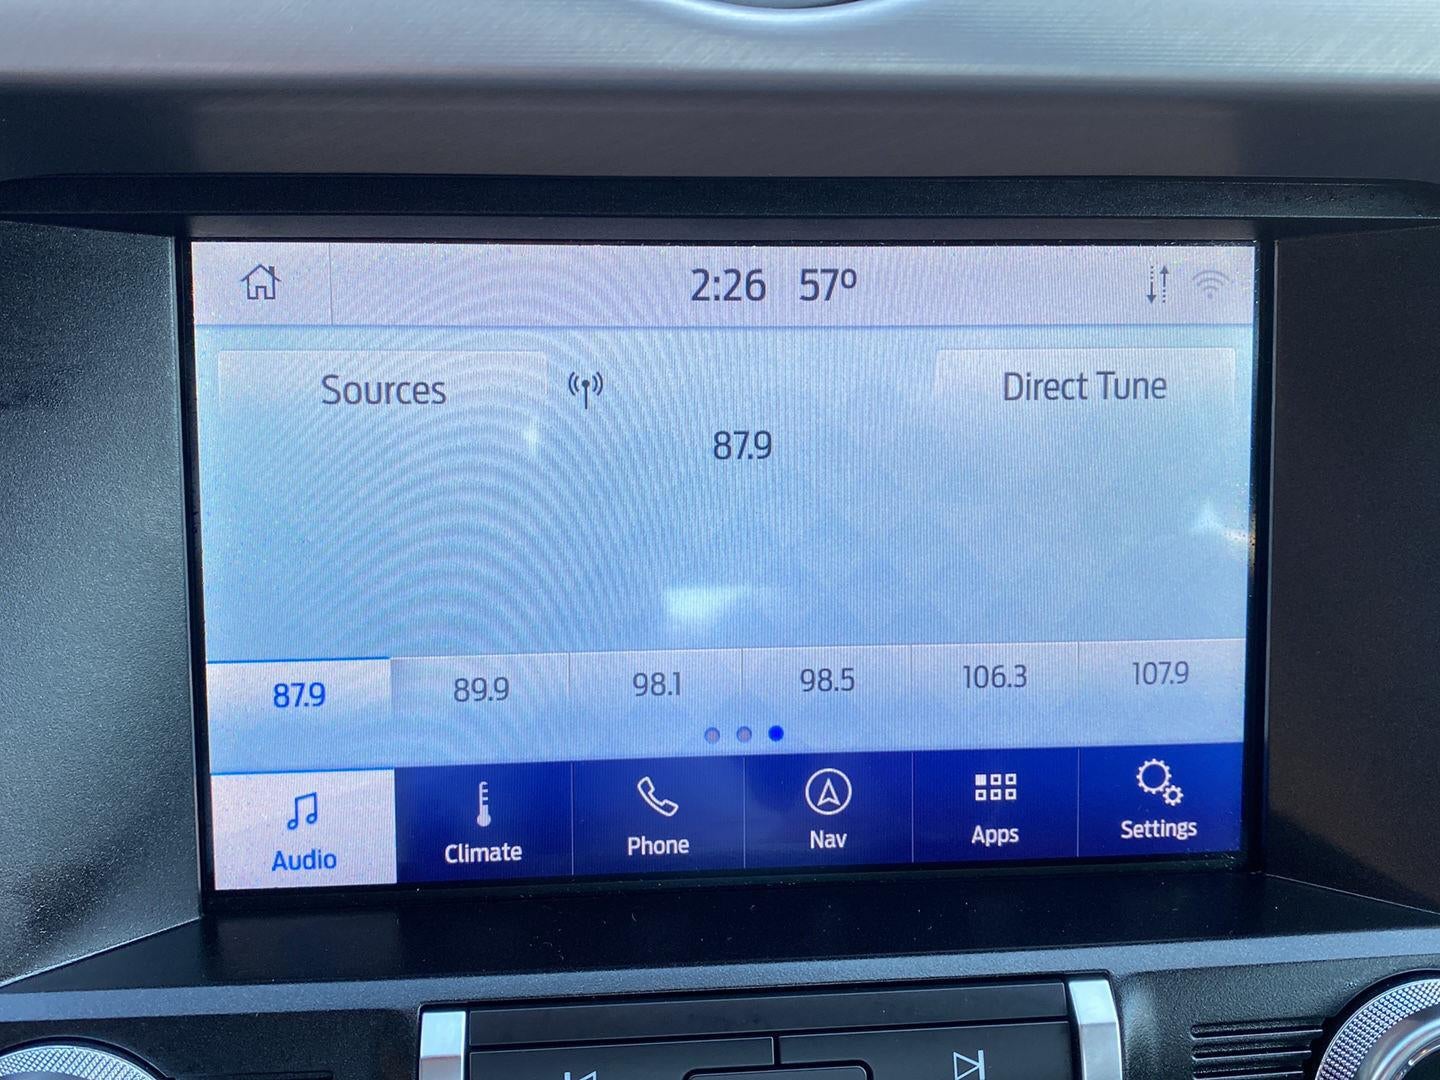 2:26 57º
Sources
Direct Tune
87.9
87.9 89.9 98.1 98.5 106.3 107.9
Audio Climate Phone Nav Apps Settings